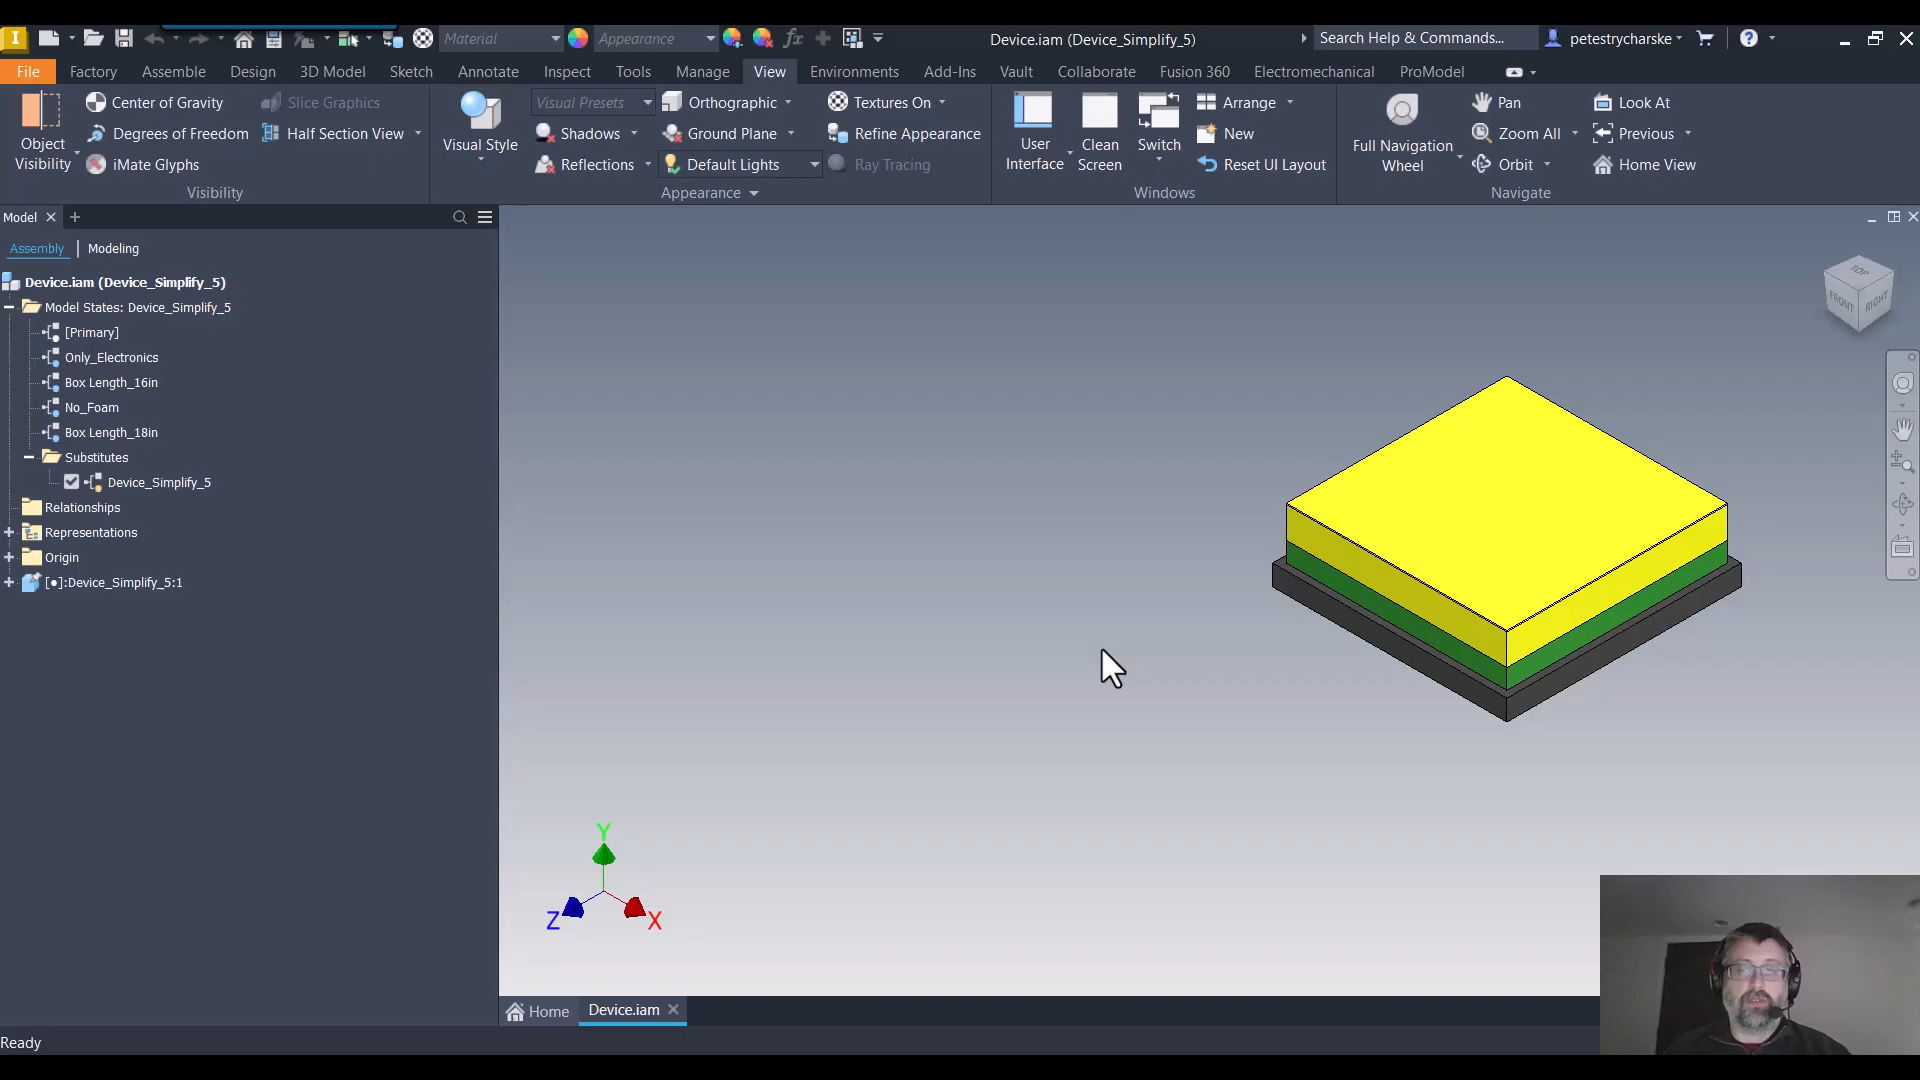 Material
Appearance
fx
Device.iam (Device_Simplify_5)
Search Help & Commands...
petestrycharske
File
Factory
Assemble
Design
3D Model
Sketch
Annotate
Inspect
Tools
Manage
View
Environments
Add-Ins
Vault
Collaborate
Fusion 360
Electromechanical
ProModel
Object
Visibility
Center of Gravity
Degrees of Freedom
iMate Glyphs
Slice Graphics
Half Section View
Visibility
Visual Style
Visual Presets
Shadows
Reflections
Orthographic
Ground Plane
Default Lights
Textures On
Refine Appearance
Ray Tracing
Appearance
User
Interface
Clean
Screen
Switch
Arrange
New
Reset UI Layout
Windows
Full Navigation
Wheel
Pan
Zoom All
Orbit
Look At
Previous
Home View
Navigate
Model
Assembly
Modeling
Device.iam (Device_Simplify_5)
Model States: Device_Simplify_5
[Primary]
Only_Electronics
Box Length_16in
No_Foam
Box Length_18in
Substitutes
Device_Simplify_5
Relationships
Representations
Origin
[●]:Device_Simplify_5:1
TOP
FRONT
RIGHT
Y
Z
X
Home
Device.iam
Ready